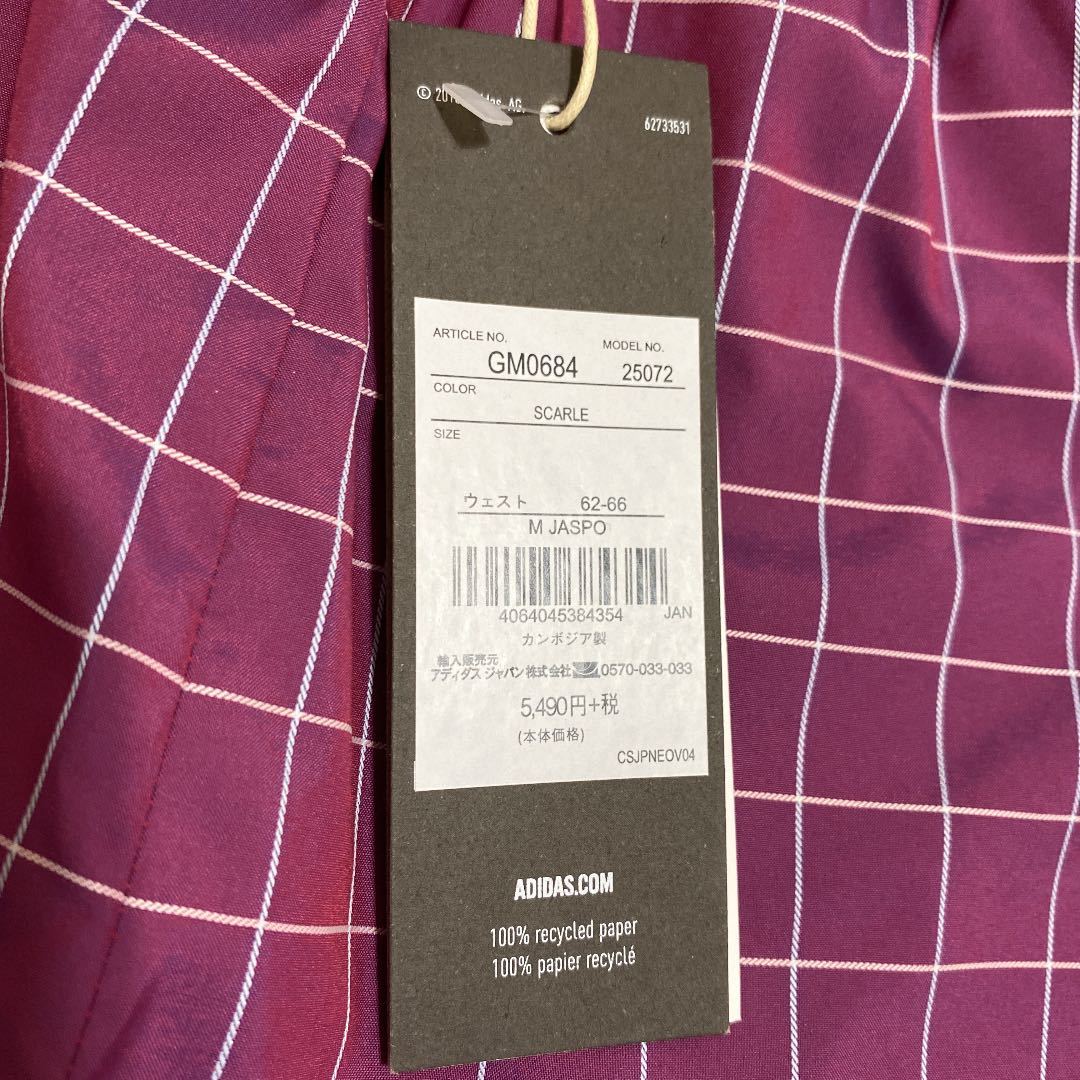 © AG.
62733531
ARTICLE NO.
MODEL NO.
GM0684
25072
COLOR
SCARLE
SIZE
ウェスト 62-66
M JASPO
4064045384354 JAN
カンボジア製
輸入販売元
アディダス ジャパン株式会社 0570-033-033
5,490円+税
(本体価格)
CSJPNEOV04
ADIDAS.COM
100% recycled paper
100% papier recyclé